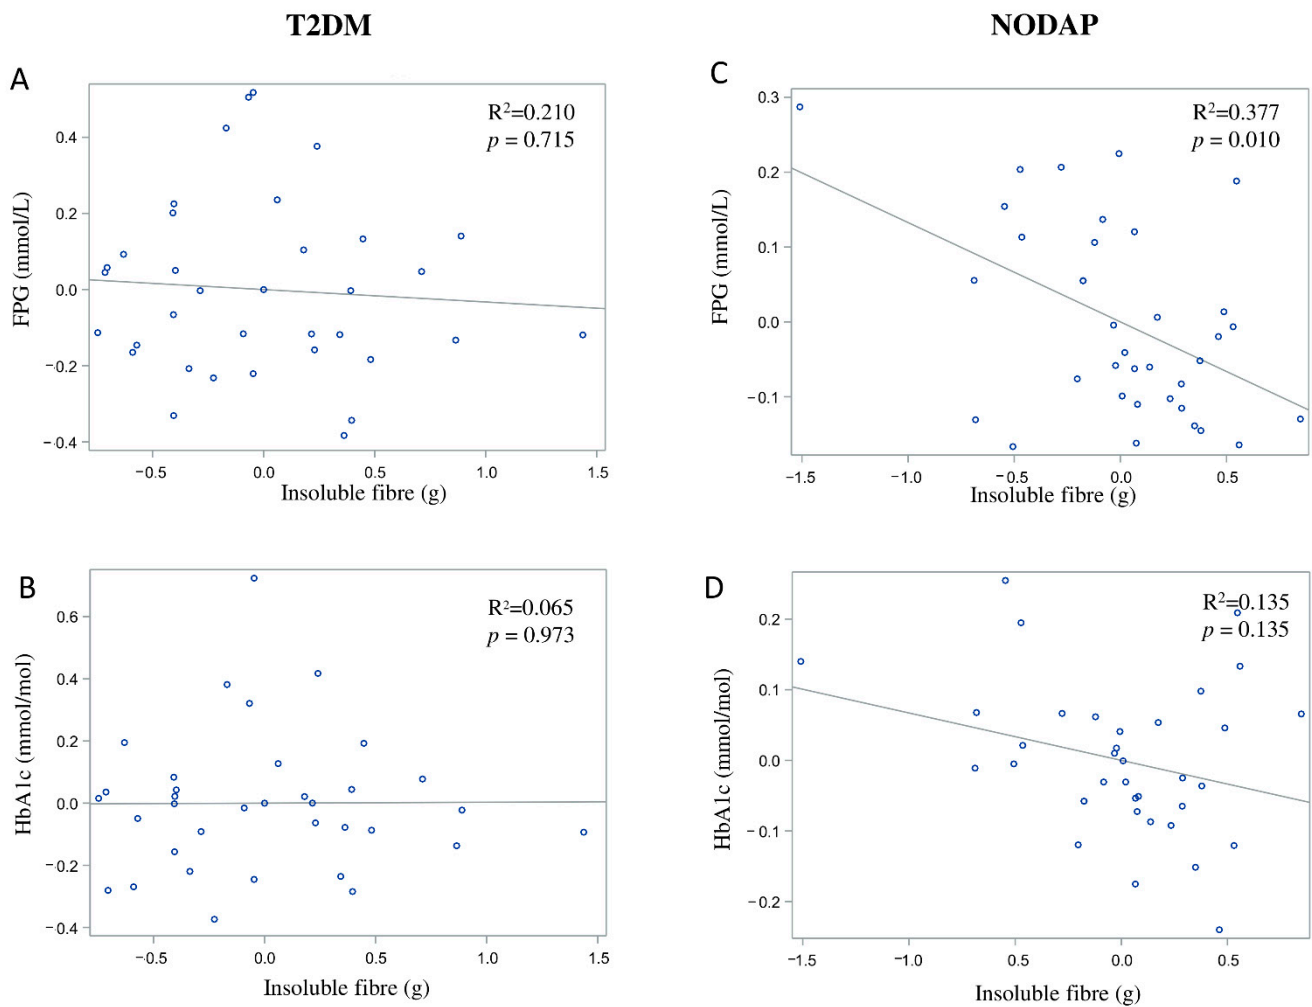 T2DM
NODAP
A
R²=0.210
p = 0.715
0.4
0.2
0.0
−0.2
−0.4
FPG (mmol/L)
−0.5 0.0 0.5 1.0 1.5
Insoluble fibre (g)
C
R²=0.377
p = 0.010
0.3
0.2
0.1
0.0
−0.1
FPG (mmol/L)
−1.5 −1.0 −0.5 0.0 0.5
Insoluble fibre (g)
B
R²=0.065
p = 0.973
0.6
0.4
0.2
0.0
−0.2
−0.4
HbA1c (mmol/mol)
−0.5 0.0 0.5 1.0 1.5
Insoluble fibre (g)
D
R²=0.135
p = 0.135
0.2
0.1
0.0
−0.1
−0.2
HbA1c (mmol/mol)
−1.5 −1.0 0.5 0.0 0.5
Insoluble fibre (g)